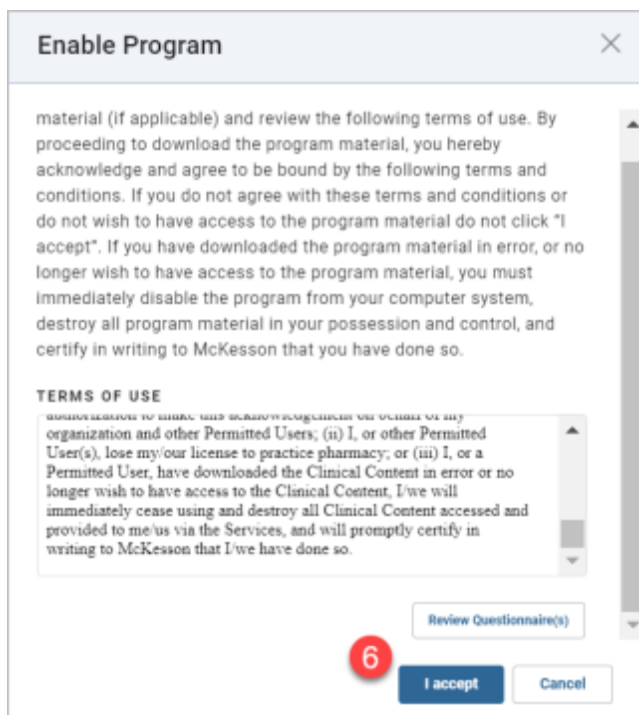 Enable Program
material (if applicable) and review the following terms of use. By
proceeding to download the program material, you hereby
acknowledge and agree to be bound by the following terms and
conditions. If you do not agree with these terms and conditions or
do not wish to have access to the program material do not click "I
accept". If you have downloaded the program material in error, or no
longer wish to have access to the program material, you must
immediately disable the program from your computer system,
destroy all program material in your possession and control, and
certify in writing to McKesson that you have done so.
TERMS OF USE
authorization to make this acknowledgement on behalf of my
organization and other Permitted Users; (ii) I, or other Permitted
User(s), lose my/our license to practice pharmacy; or (iii) I, or a
Permitted User, have downloaded the Clinical Content in error or no
longer wish to have access to the Clinical Content, I/we will
immediately cease using and destroy all Clinical Content accessed and
provided to me/us via the Services, and will promptly certify in
writing to McKesson that I/we have done so.
Review Questionnaire(s)
6
I accept
Cancel